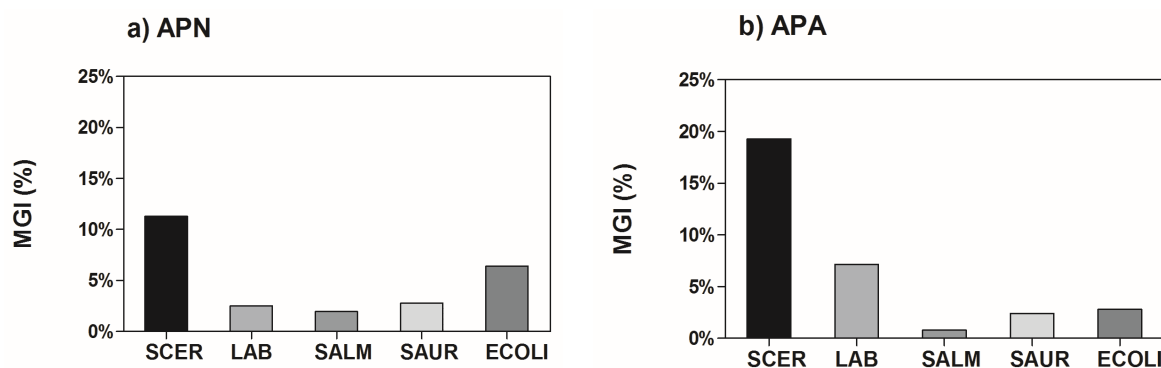 a) APN
25%
20%
15%
10%
5%
0%
MGI (%)
SCER LAB SALM SAUR ECOLI
b) APA
25%
20%
15%
10%
5%
0%
MGI (%)
SCER LAB SALM SAUR ECOLI